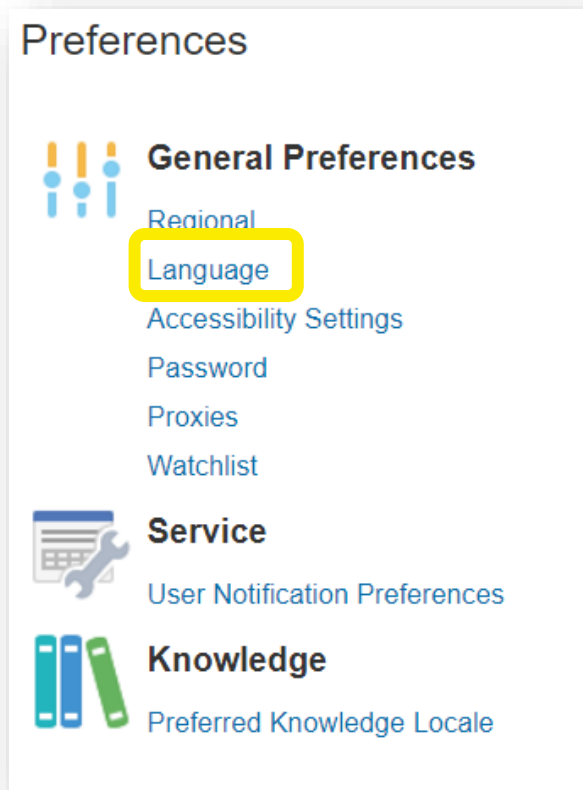 Preferences
General Preferences
Regional
Language
Accessibility Settings
Password
Proxies
Watchlist
Service
User Notification Preferences
Knowledge
Preferred Knowledge Locale